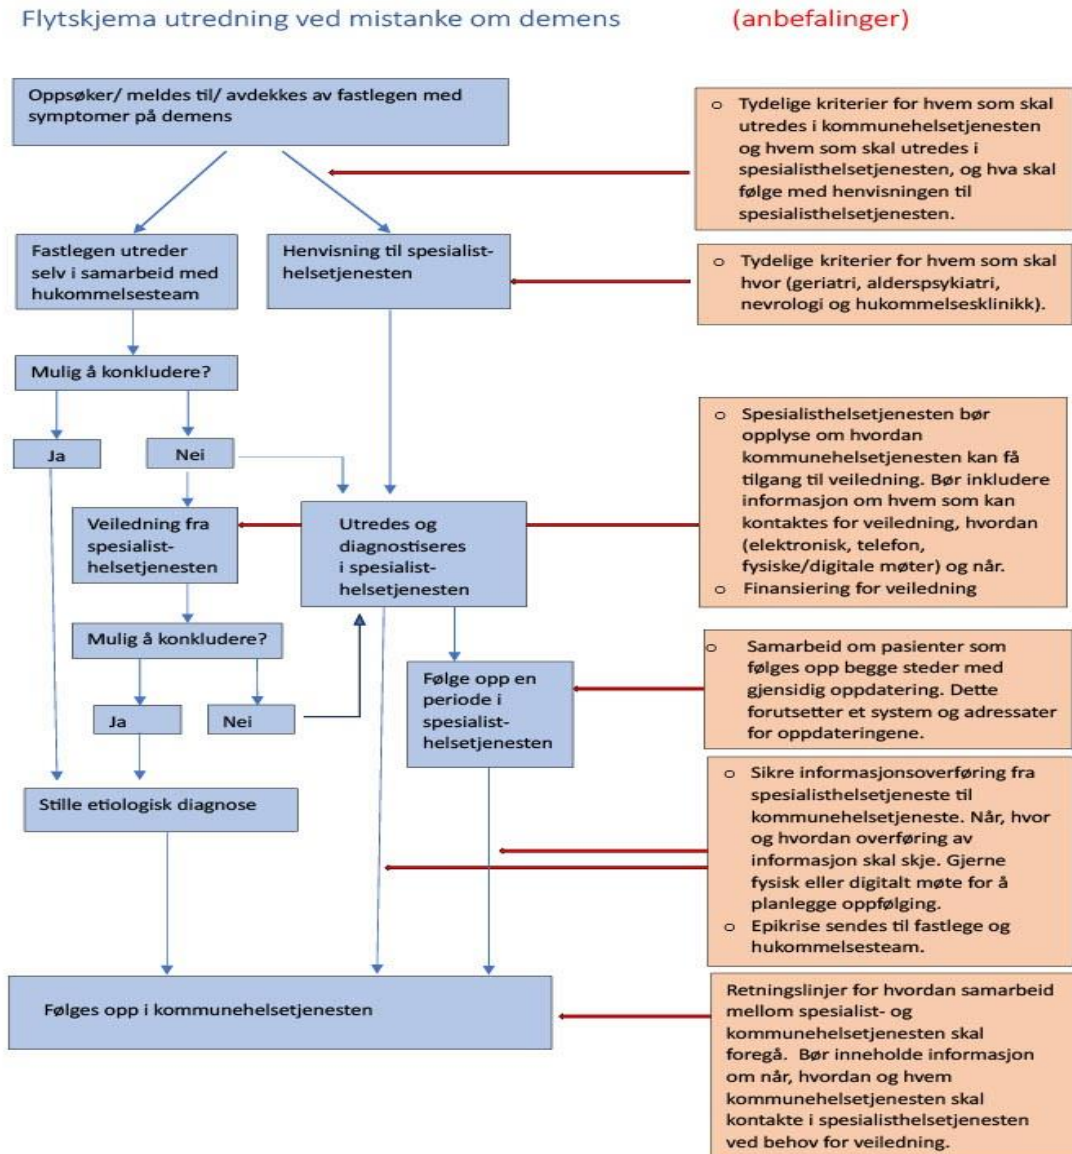 Flytskjema utredning ved mistanke om demens (anbefalinger)
Oppsøker/ meldes til/ avdekkes av fastlegen med
symptomer på demens
o Tydelige kriterier for hvem som skal
utredes i kommunehelsetjenesten
og hvem som skal utredes i
spesialisthelsetjenesten, og hva skal
følge med henvisningen til
spesialisthelsetjenesten.
Fastlegen utreder
selv i samarbeid med
hukommelsesteam
Henvisning til spesialist-
helsetjenesten
o Tydelige kriterier for hvem som skal
hvor (geriatri, alderspsykiatri,
nevrologi og hukommelsesklinikk).
Mulig å konkludere?
Ja
Nei
o Spesialisthelsetjenesten bør
opplyse om hvordan
kommunehelsetjenesten kan få
tilgang til veiledning. Bør inkludere
informasjon om hvem som kan
kontaktes for veiledning, hvordan
(elektronisk, telefon,
fysiske/digitale møter) og når.
o Finansiering for veiledning
Veiledning fra
spesialist-
helsetjenesten
Utredes og
diagnostiseres
i spesialist-
helsetjenesten
Mulig å konkludere?
Ja
Nei
Følge opp en
periode i
spesialist-
helsetjenesten
o Samarbeid om pasienter som
følges opp begge steder med
gjensidig oppdatering. Dette
forutsetter et system og adressater
for oppdateringene.
Stille etiologisk diagnose
o Sikre informasjonsoverføring fra
spesialisthelsetjeneste til
kommunehelsetjeneste. Når, hvor
og hvordan overføring av
informasjon skal skje. Gjerne
fysisk eller digitalt møte for å
planlegge oppfølging.
o Epikrise sendes til fastlege og
hukommelsesteam.
Følges opp i kommunehelsetjenesten
Retningslinjer for hvordan samarbeid
mellom spesialist- og
kommunehelsetjenesten skal
foregå. Bør inneholde informasjon
om når, hvordan og hvem
kommunehelsetjenesten skal
kontakte i spesialisthelsetjenesten
ved behov for veiledning.